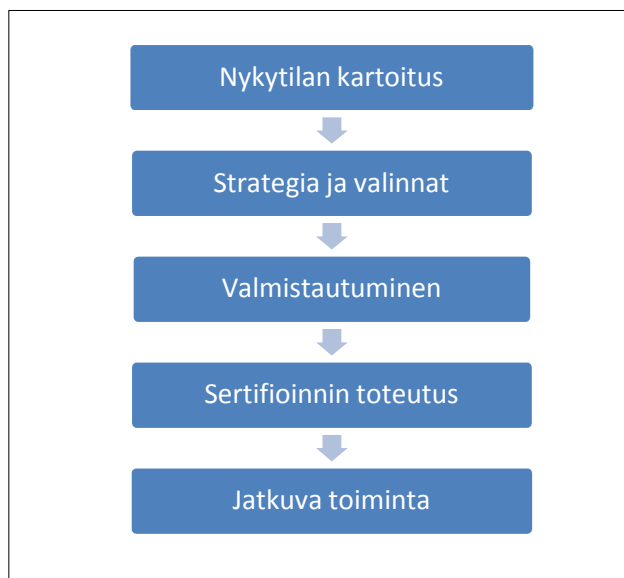 Nykytilan kartoitus
Strategia ja valinnat
Valmistautuminen
Sertifioinnin toteutus
Jatkuva toiminta